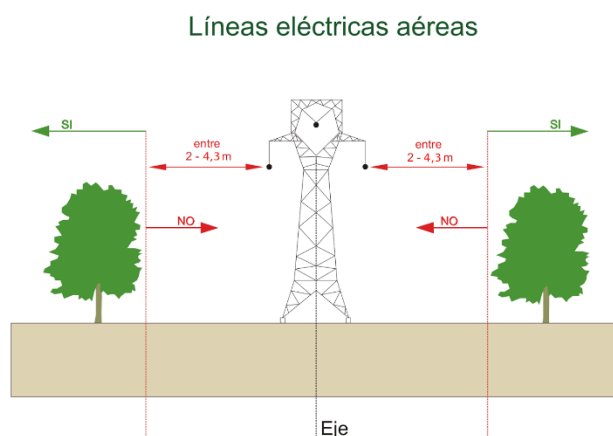 Líneas eléctricas aéreas
SI
SI
entre
2 - 4,3 m
entre
2 - 4,3 m
NO
NO
Eje